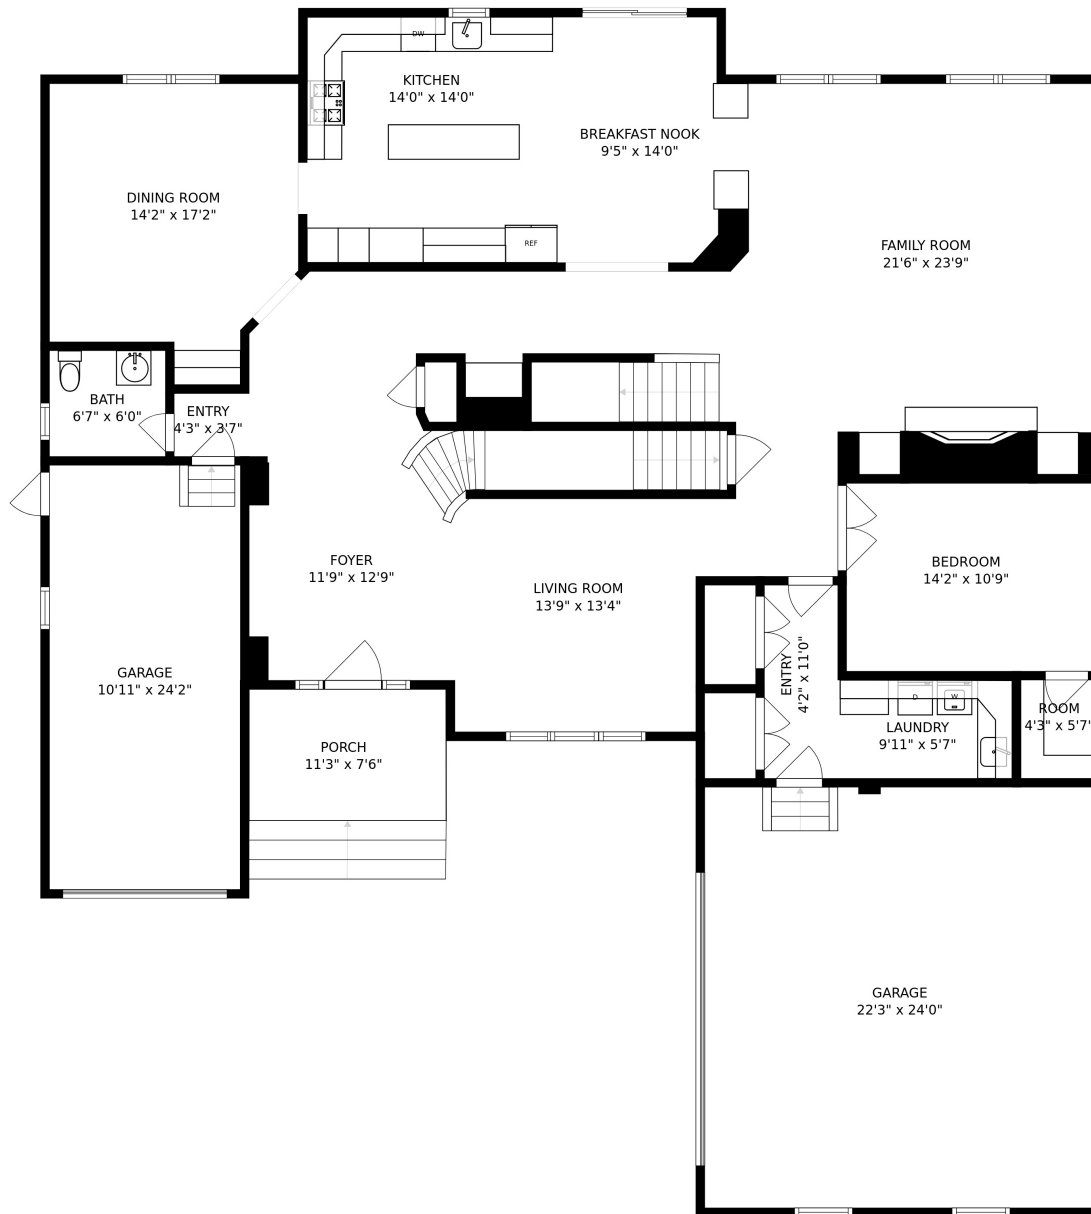 DW
KITCHEN
14'0" x 14'0"
BREAKFAST NOOK
9'5" x 14'0"
DINING ROOM
14'2" x 17'2"
REF
FAMILY ROOM
21'6" x 23'9"
BATH
6'7" x 6'0"
ENTRY
4'3" x 3'7"
FOYER
11'9" x 12'9"
LIVING ROOM
13'9" x 13'4"
BEDROOM
14'2" x 10'9"
GARAGE
10'11" x 24'2"
ENTRY
4'2" x 11'0"
D
W
LAUNDRY
9'11" x 5'7"
ROOM
4'3" x 5'7"
PORCH
11'3" x 7'6"
GARAGE
22'3" x 24'0"